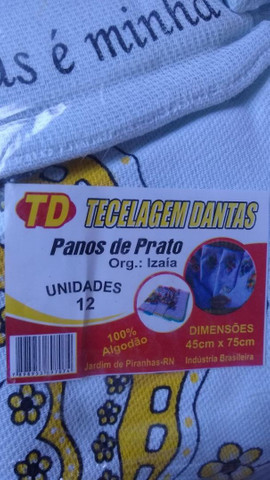 as é minha
TD TECELAGEM DANTAS
Panos de Prato
Org.: Izaía
UNIDADES
12
100%
Algodão
DIMENSÕES
45cm x 75cm
Jardim de Piranhas-RN
Indústria Brasileira